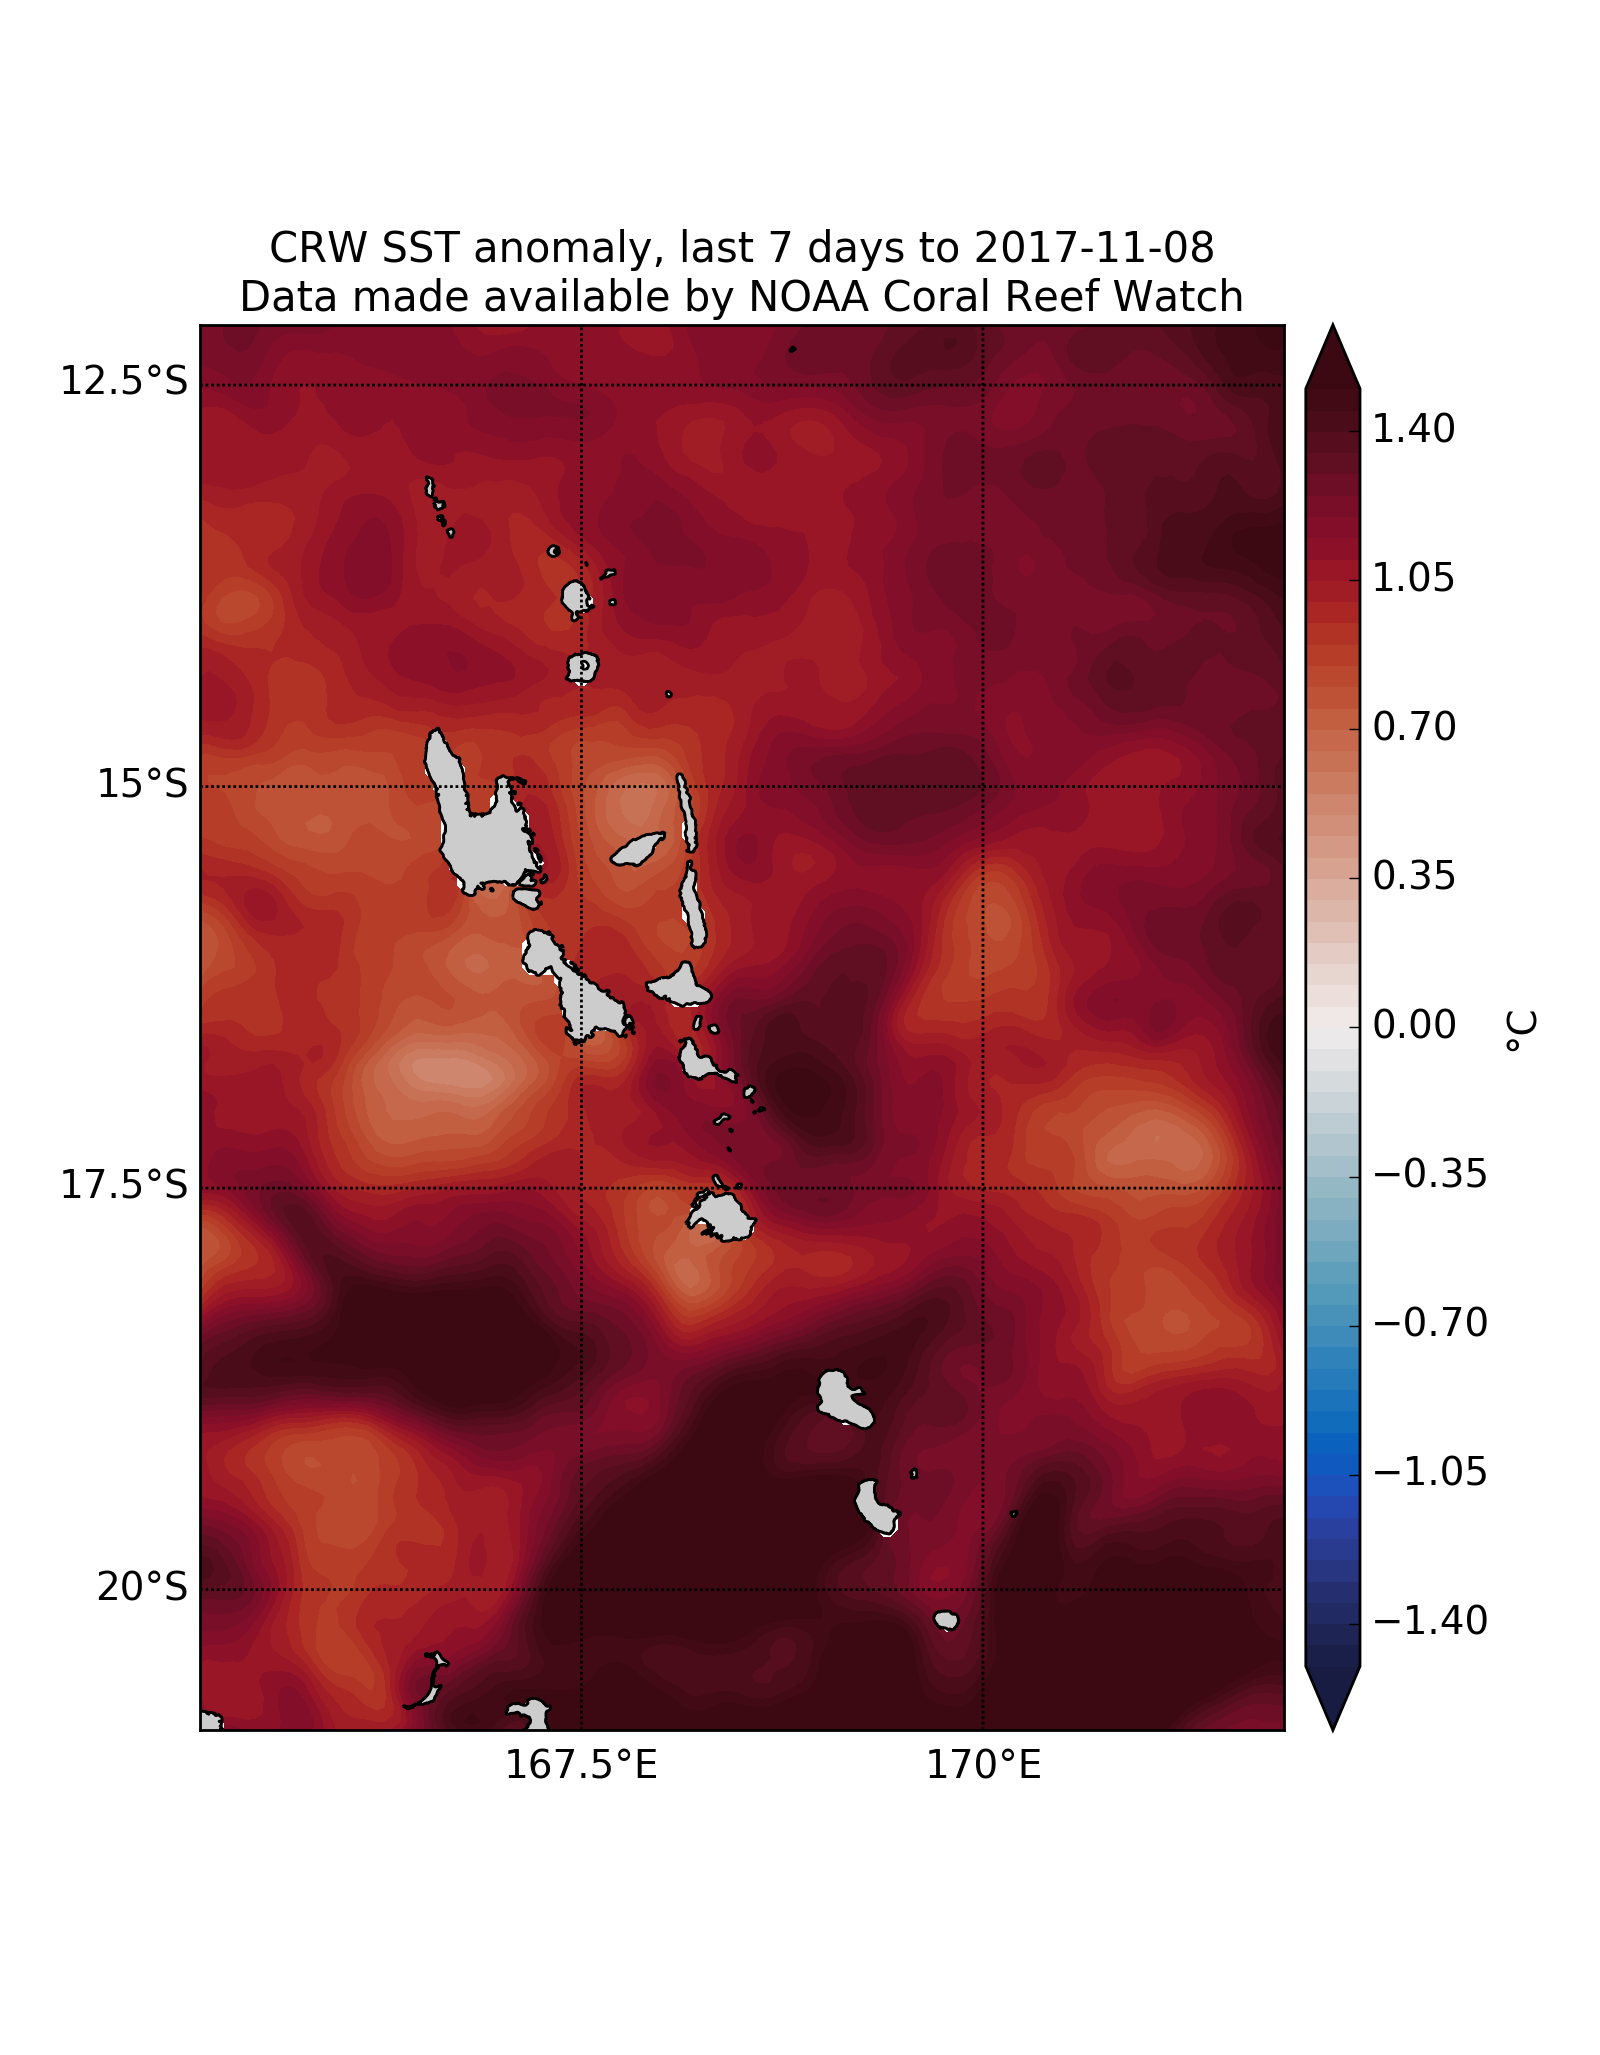 CRW SST anomaly, last 7 days to 2017-11-08
Data made available by NOAA Coral Reef Watch
12.5°S
15°S
17.5°S
20°S
167.5°E
170°E
1.40
1.05
0.70
0.35
0.00
−0.35
−0.70
−1.05
−1.40
°C